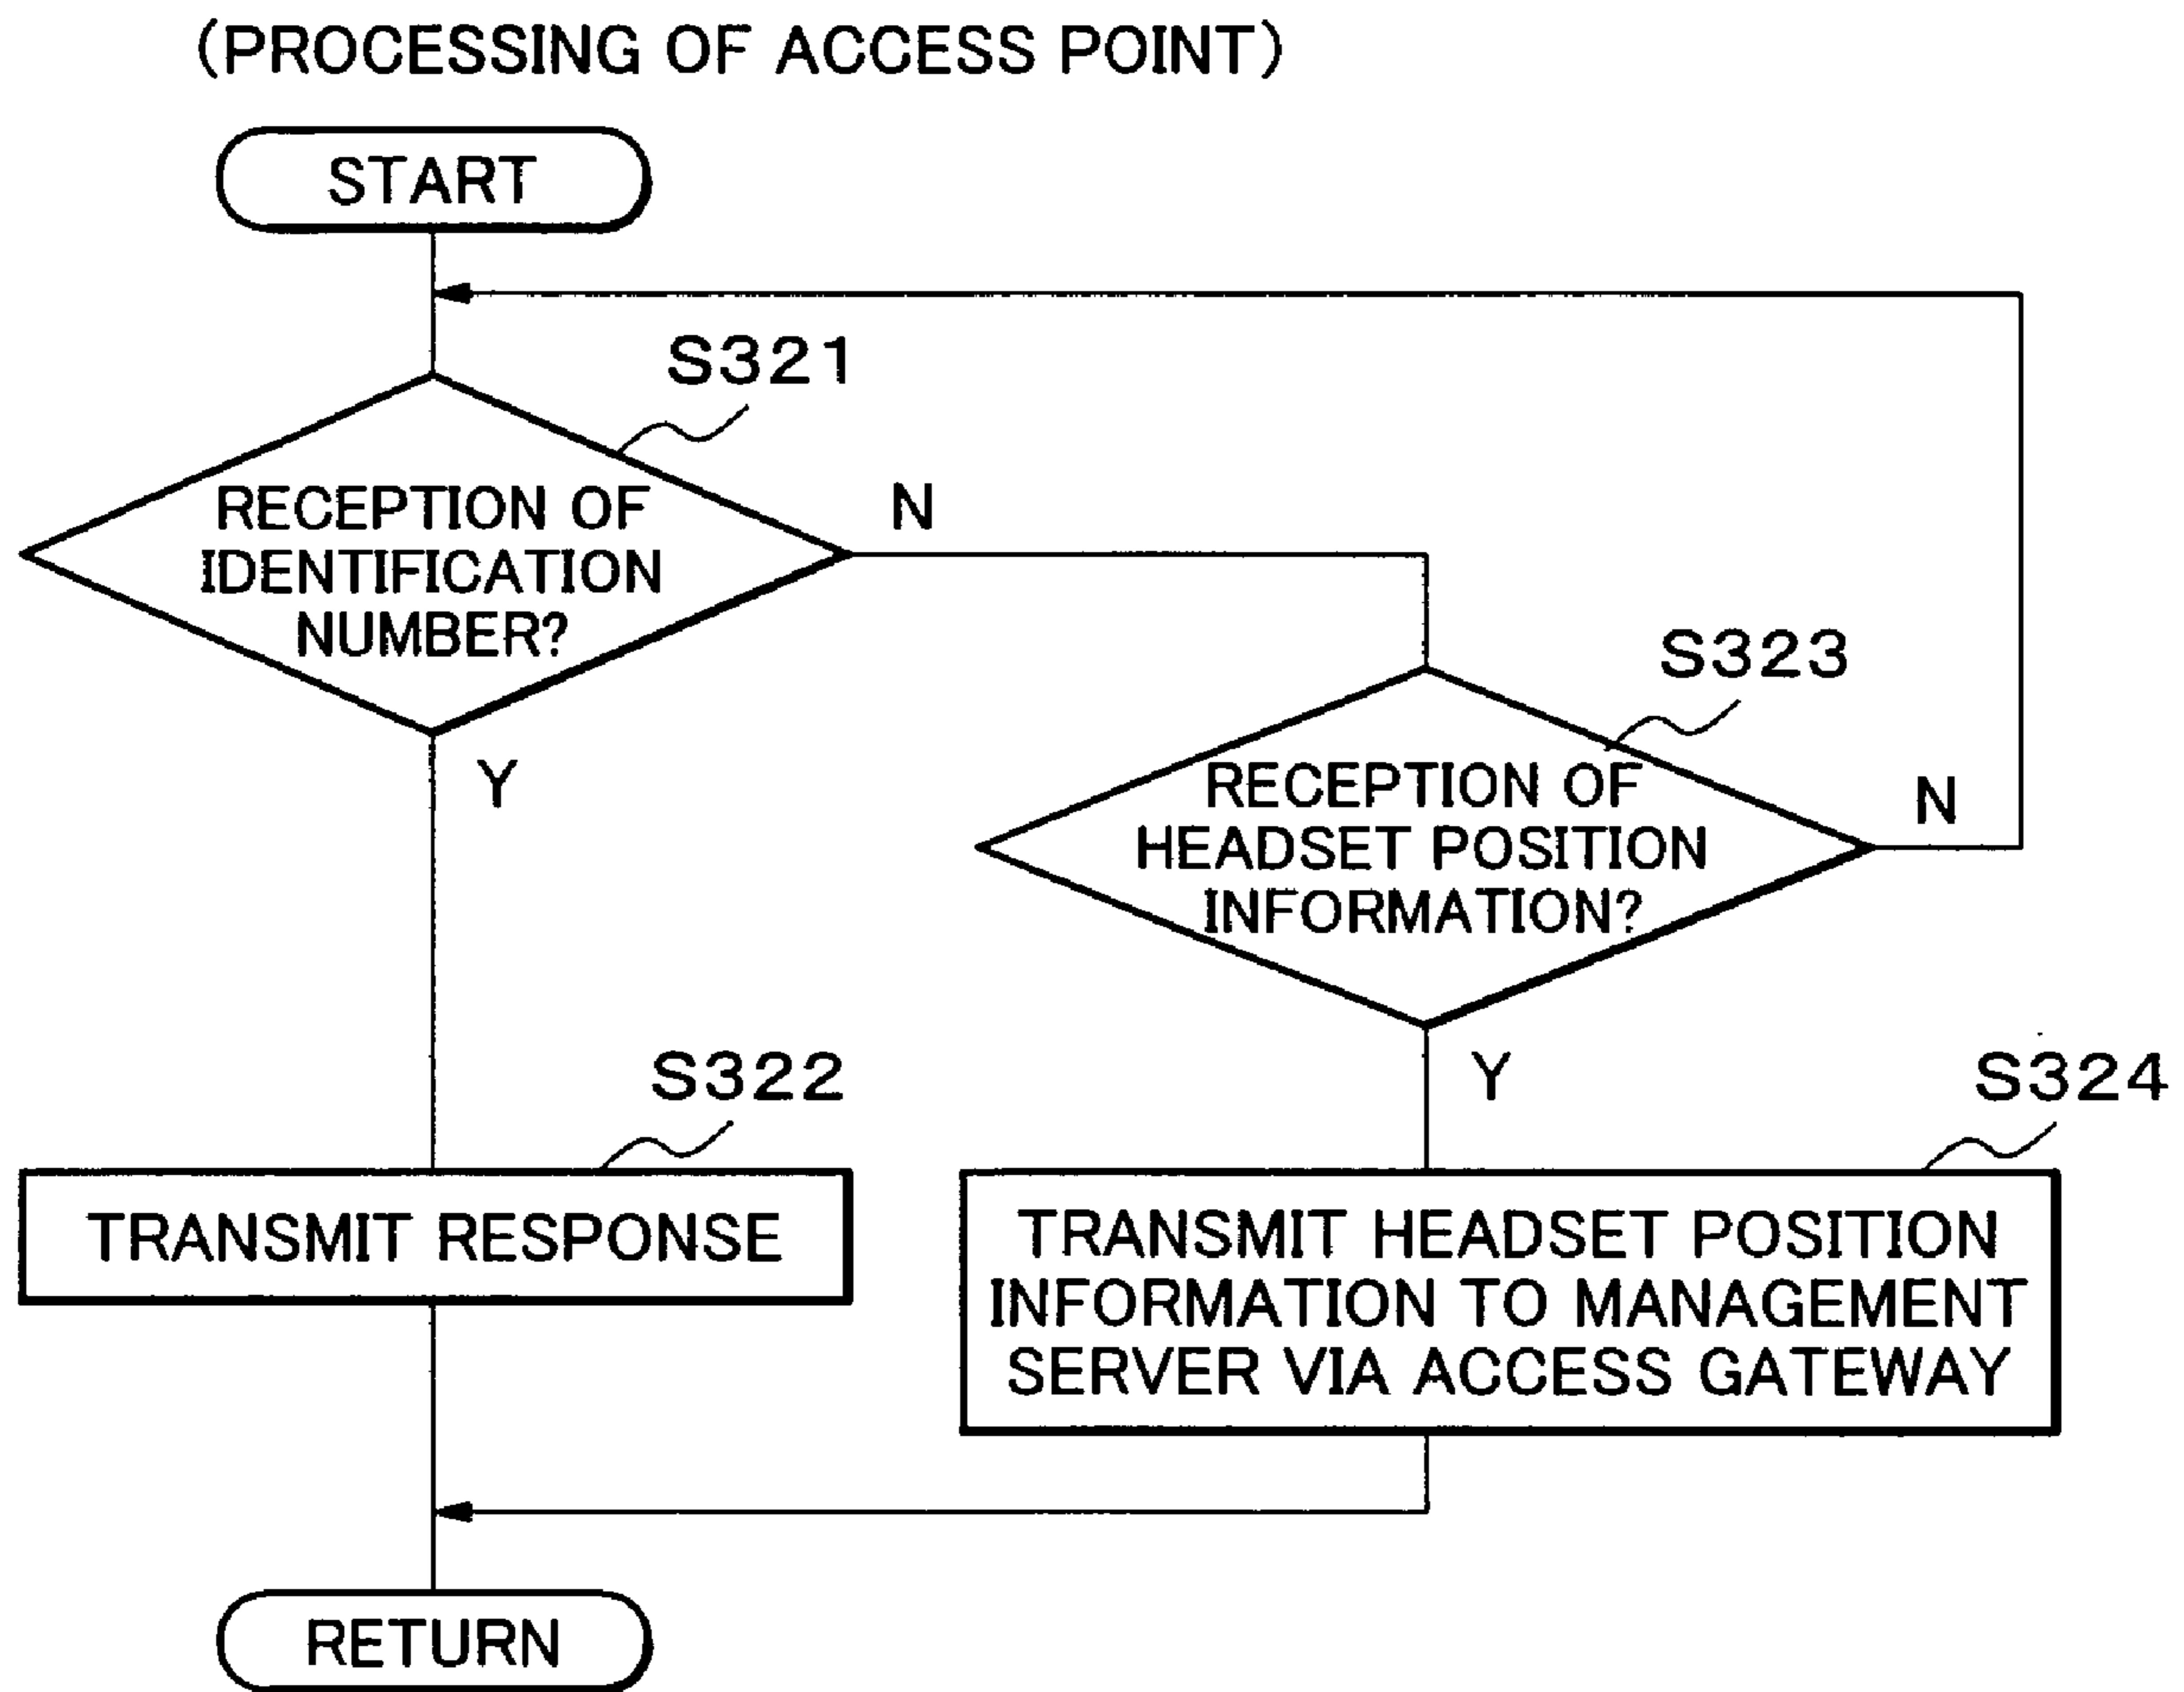 (PROCESSING OF ACCESS POINT)
START
S321
RECEPTION OF
IDENTIFICATION
NUMBER?
N
Y
S323
RECEPTION OF
HEADSET POSITION
INFORMATION?
N
Y
S322
TRANSMIT RESPONSE
S324
TRANSMIT HEADSET POSITION
INFORMATION TO MANAGEMENT
SERVER VIA ACCESS GATEWAY
RETURN